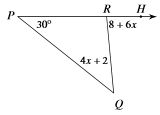 P R H
30° 8 + 6x
4x + 2
Q